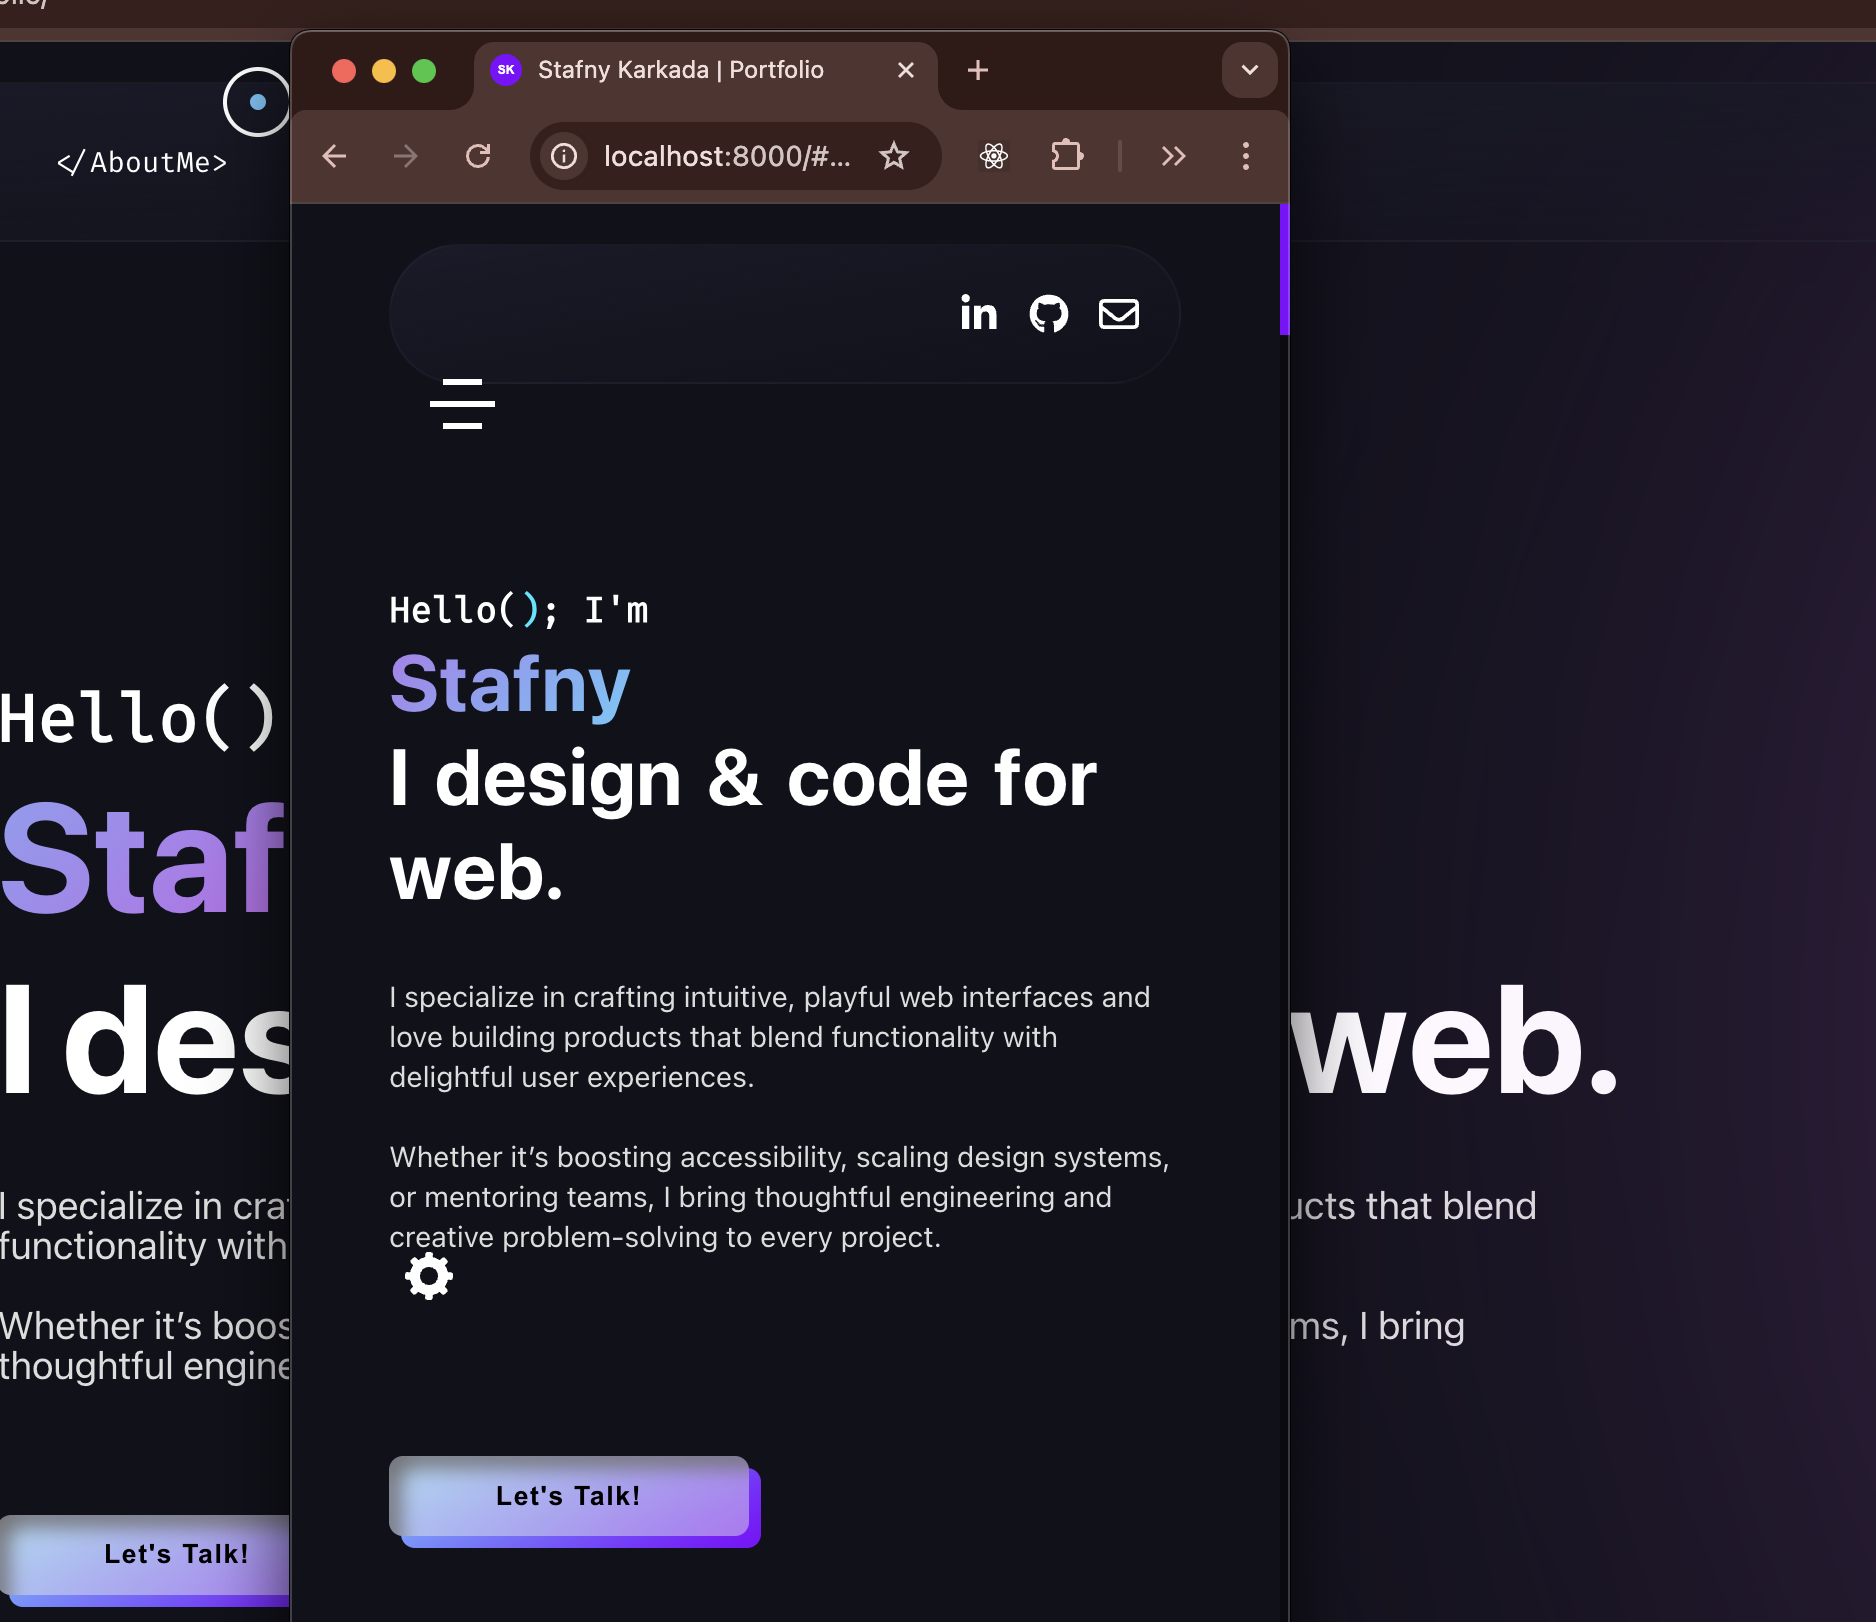 olio/
SK Stafny Karkada | Portfolio
localhost:8000/#...
</AboutMe>
in
Hello(); I'm
Stafny
I design & code for
web.
I specialize in crafting intuitive, playful web interfaces and
love building products that blend functionality with
delightful user experiences.
Whether it’s boosting accessibility, scaling design systems,
or mentoring teams, I bring thoughtful engineering and
creative problem-solving to every project.
Let's Talk!
Hello()
Staf
I des
web.
I specialize in cra
ucts that blend
functionality with
Whether it’s boos
ms, I bring
thoughtful engine
Let's Talk!